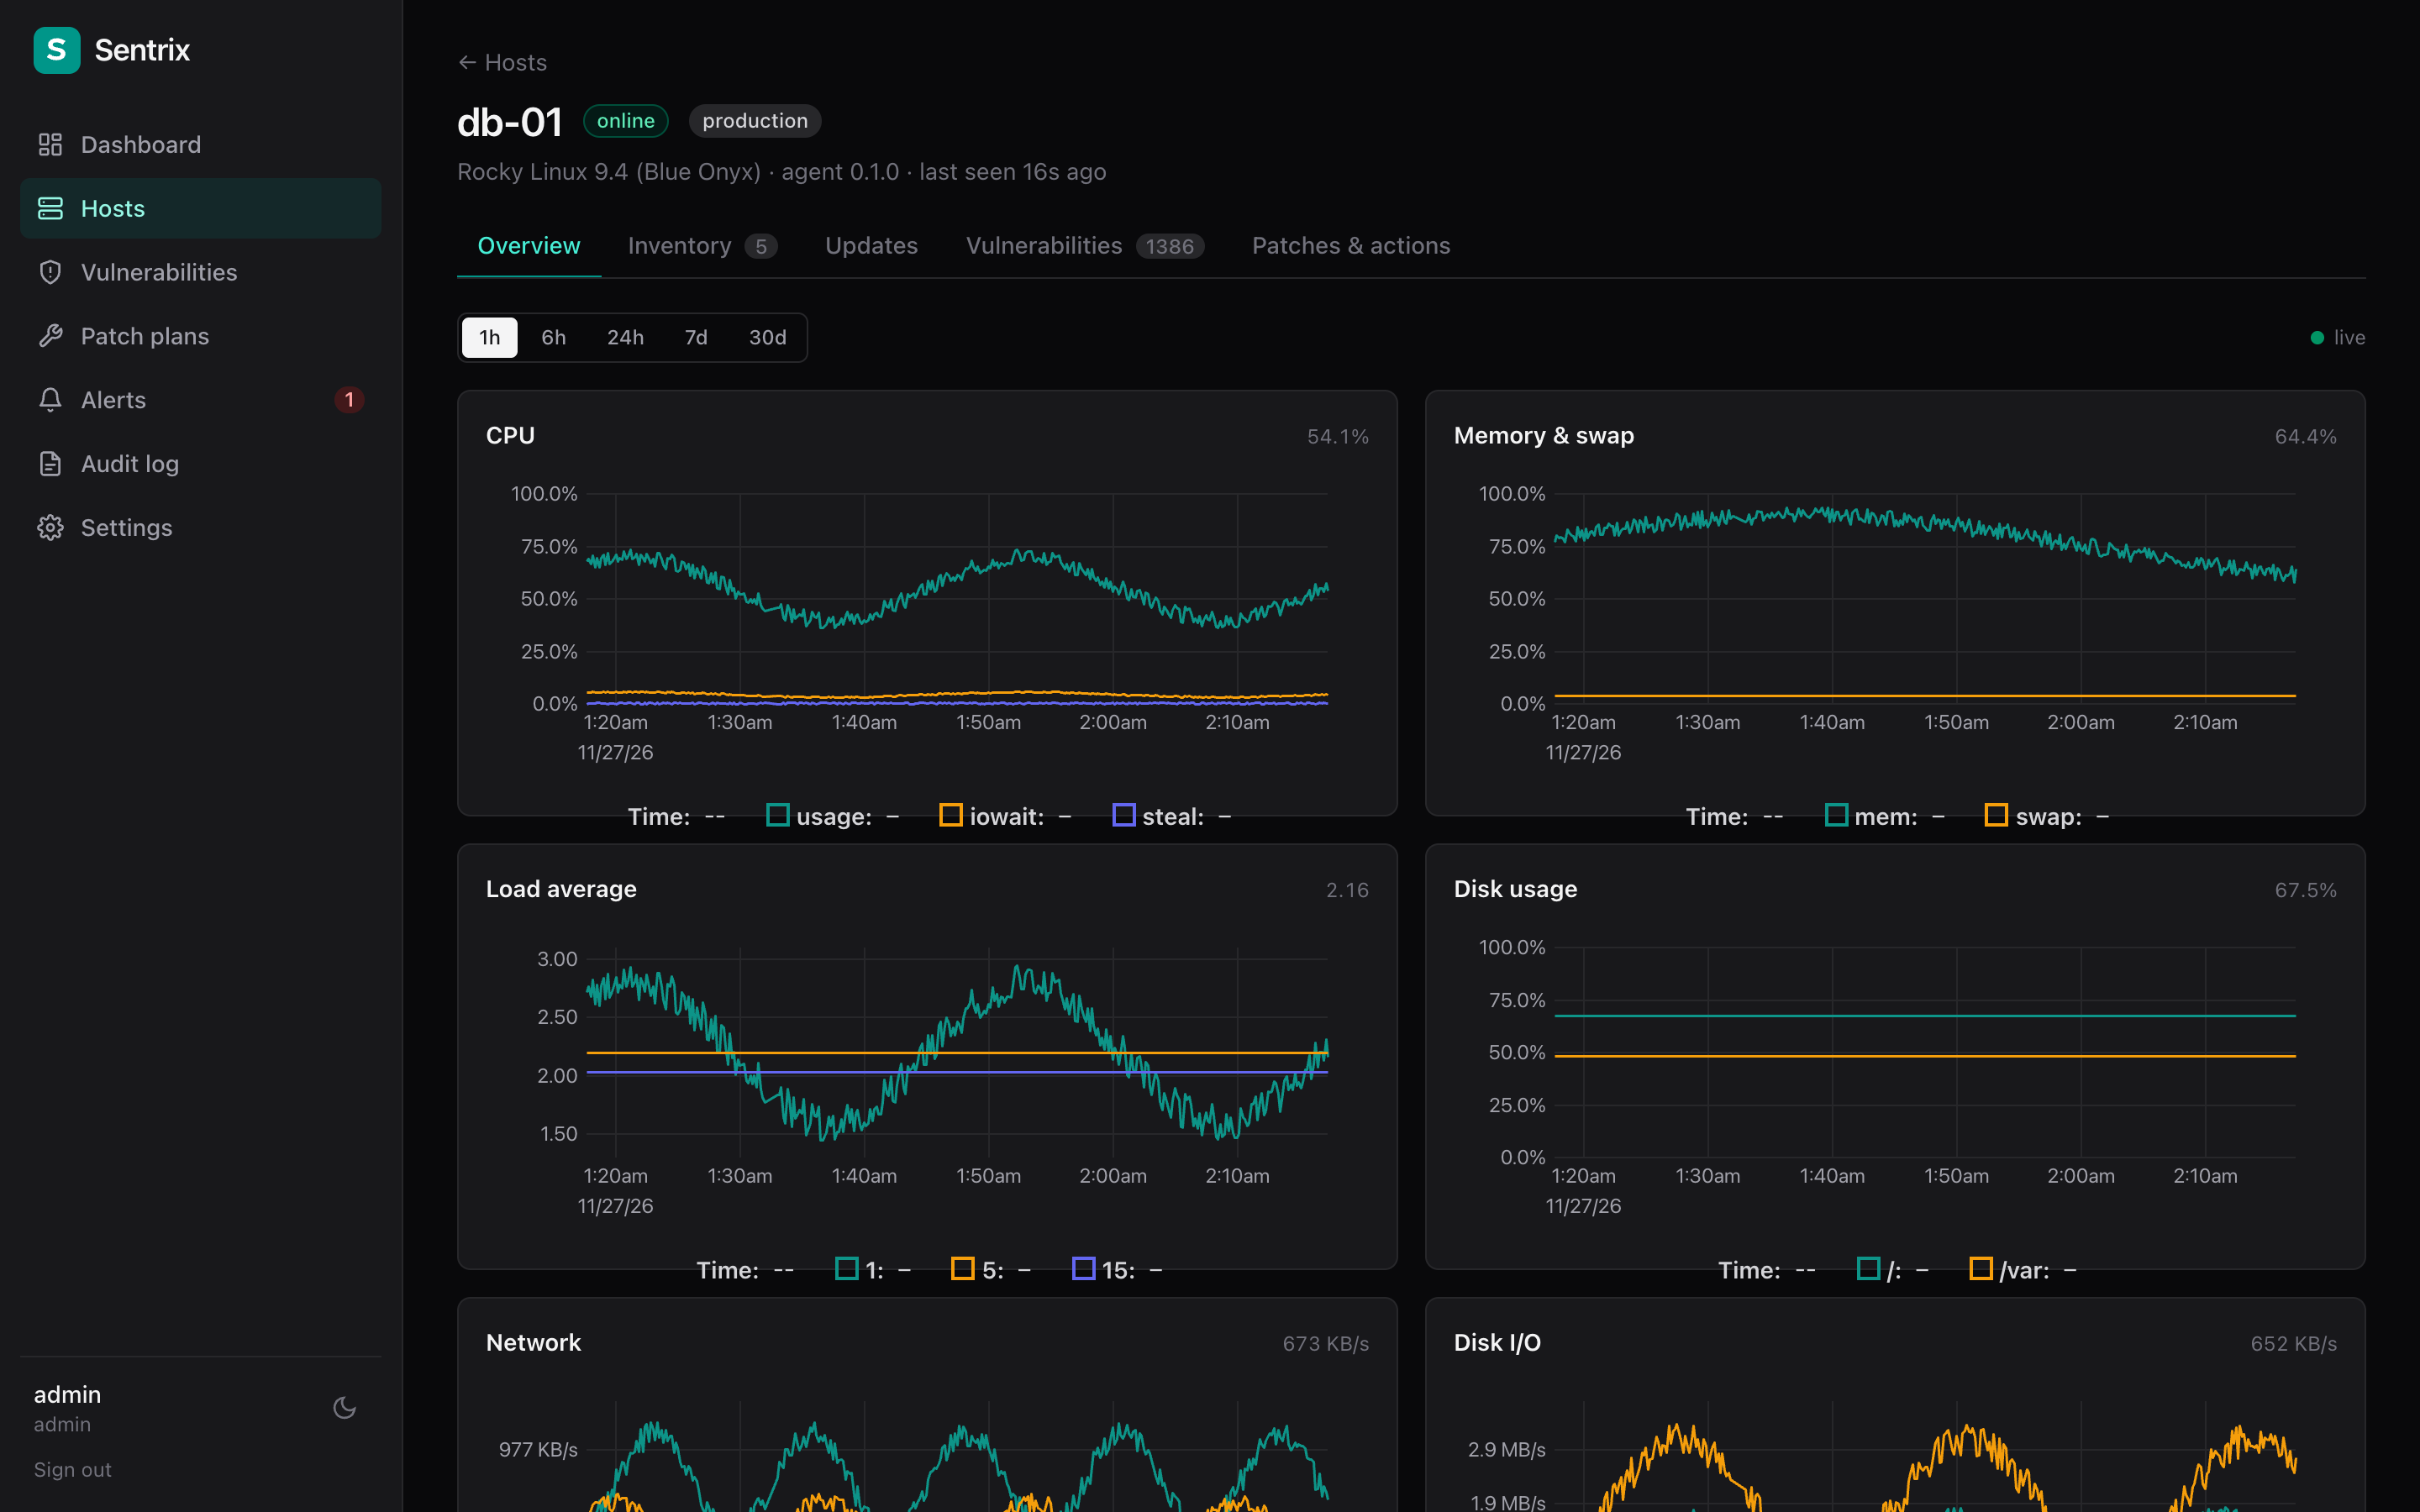 S Sentrix
Dashboard
Hosts
Vulnerabilities
Patch plans
Alerts 1
Audit log
Settings
admin
admin
Sign out
← Hosts
db-01 online production
Rocky Linux 9.4 (Blue Onyx) · agent 0.1.0 · last seen 16s ago
Overview Inventory 5 Updates Vulnerabilities 1386 Patches & actions
1h 6h 24h 7d 30d live
CPU 54.1%
100.0%
75.0%
50.0%
25.0%
0.0%
1:20am 1:30am 1:40am 1:50am 2:00am 2:10am
11/27/26
Time: -- usage: – iowait: – steal: –
Memory & swap 64.4%
100.0%
75.0%
50.0%
25.0%
0.0%
1:20am 1:30am 1:40am 1:50am 2:00am 2:10am
11/27/26
Time: -- mem: – swap: –
Load average 2.16
3.00
2.50
2.00
1.50
1:20am 1:30am 1:40am 1:50am 2:00am 2:10am
11/27/26
Time: -- 1: – 5: – 15: –
Disk usage 67.5%
100.0%
75.0%
50.0%
25.0%
0.0%
1:20am 1:30am 1:40am 1:50am 2:00am 2:10am
11/27/26
Time: -- /: – /var: –
Network 673 KB/s
977 KB/s
Disk I/O 652 KB/s
2.9 MB/s
1.9 MB/s